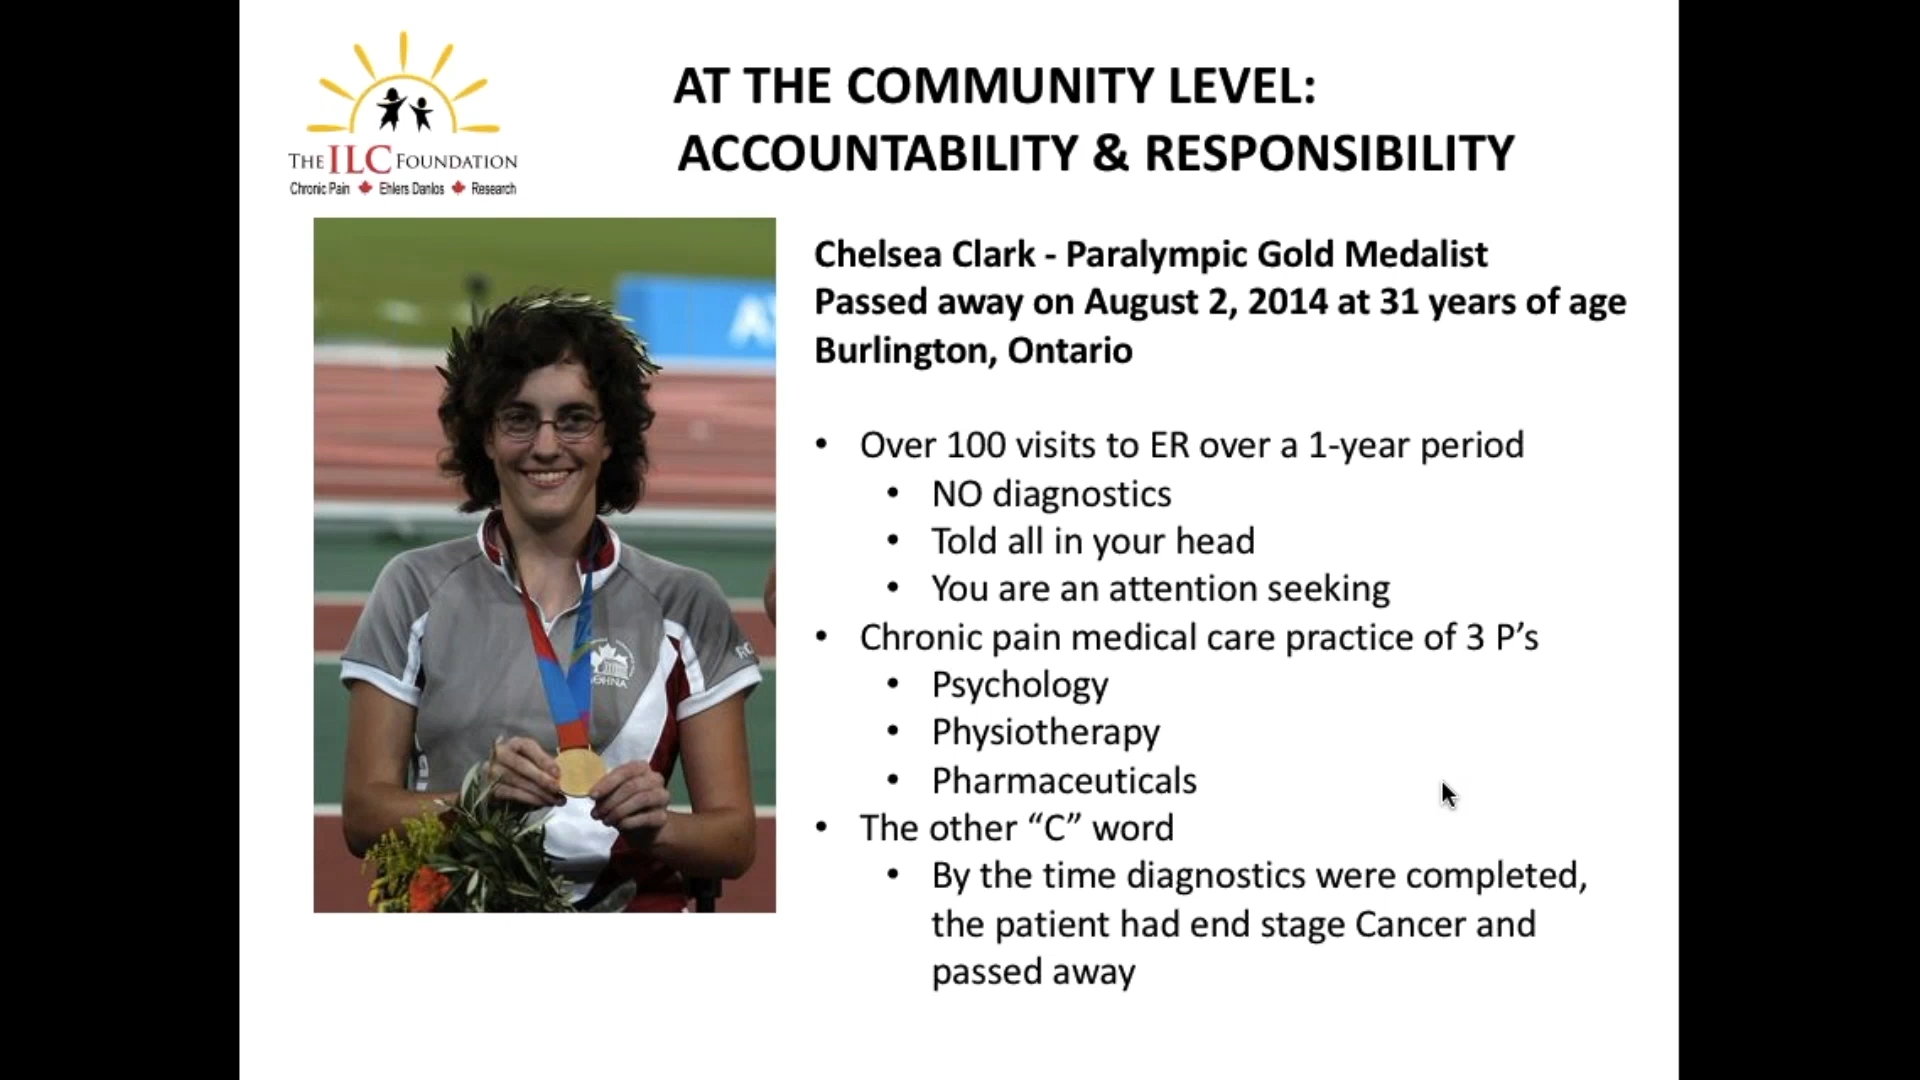 THE ILC FOUNDATION
Chronic Pain Ehlers Danlos Research
AT THE COMMUNITY LEVEL:
ACCOUNTABILITY & RESPONSIBILITY
Chelsea Clark - Paralympic Gold Medalist
Passed away on August 2, 2014 at 31 years of age
Burlington, Ontario
• Over 100 visits to ER over a 1-year period
• NO diagnostics
• Told all in your head
• You are an attention seeking
• Chronic pain medical care practice of 3 P’s
• Psychology
• Physiotherapy
• Pharmaceuticals
• The other “C” word
• By the time diagnostics were completed,
the patient had end stage Cancer and
passed away